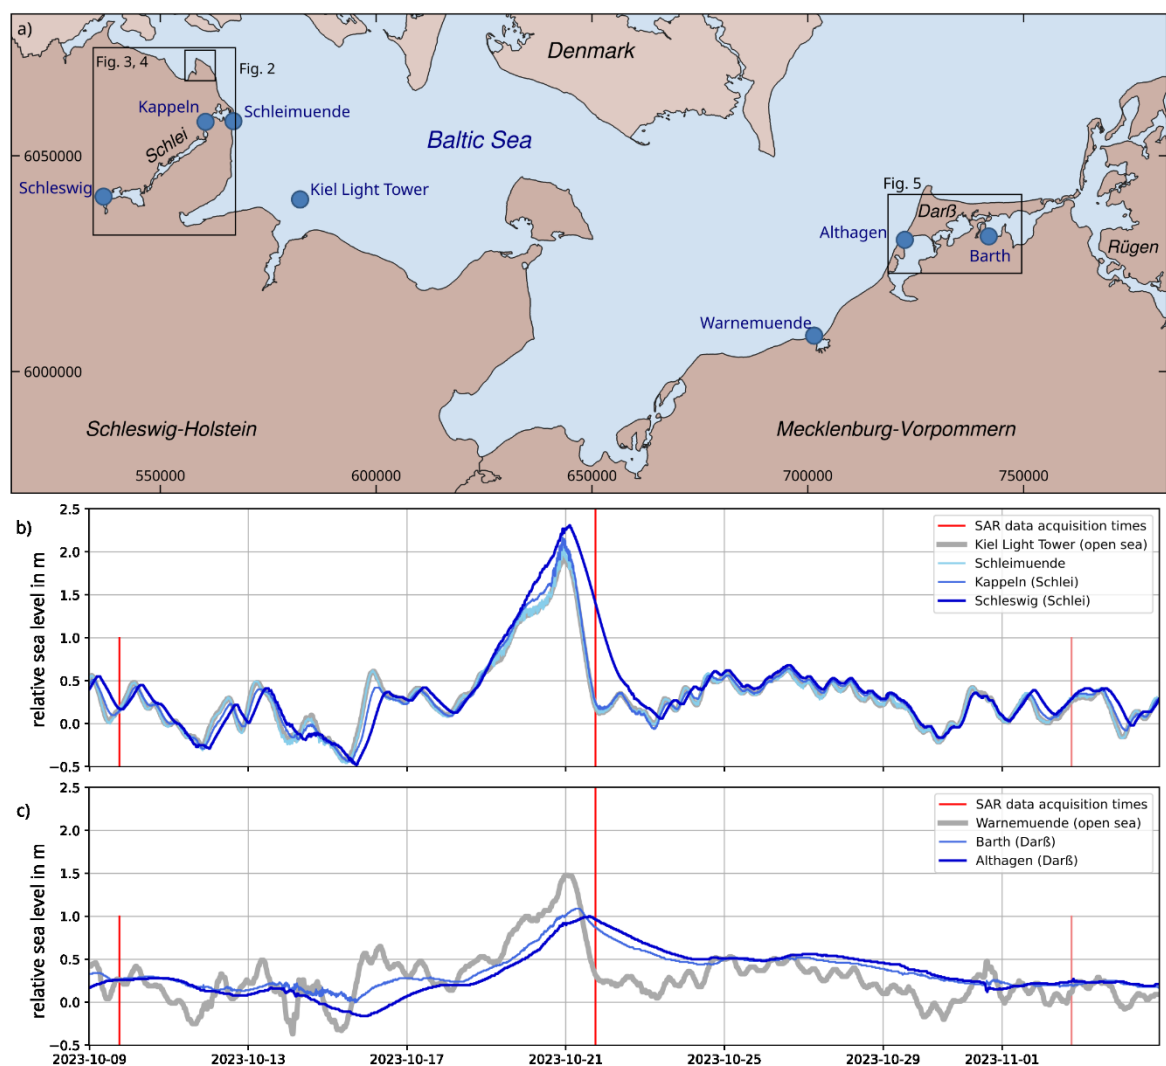 a)
Denmark
Fig. 3, 4
Fig. 2
Kappeln
Schleimuende
Schlei
Baltic Sea
6050000
Schleswig
Kiel Light Tower
Fig. 5
Darß
Althagen
Barth
Rügen
Warnemuende
6000000
Schleswig-Holstein
Mecklenburg-Vorpommern
550000 600000 650000 700000 750000
b)
relative sea level in m
2.5
2.0
1.5
1.0
0.5
0.0
−0.5
SAR data acquisition times
Kiel Light Tower (open sea)
Schleimuende
Kappeln (Schlei)
Schleswig (Schlei)
c)
relative sea level in m
2.5
2.0
1.5
1.0
0.5
0.0
−0.5
SAR data acquisition times
Warnemuende (open sea)
Barth (Darß)
Althagen (Darß)
2023-10-09 2023-10-13 2023-10-17 2023-10-21 2023-10-25 2023-10-29 2023-11-01